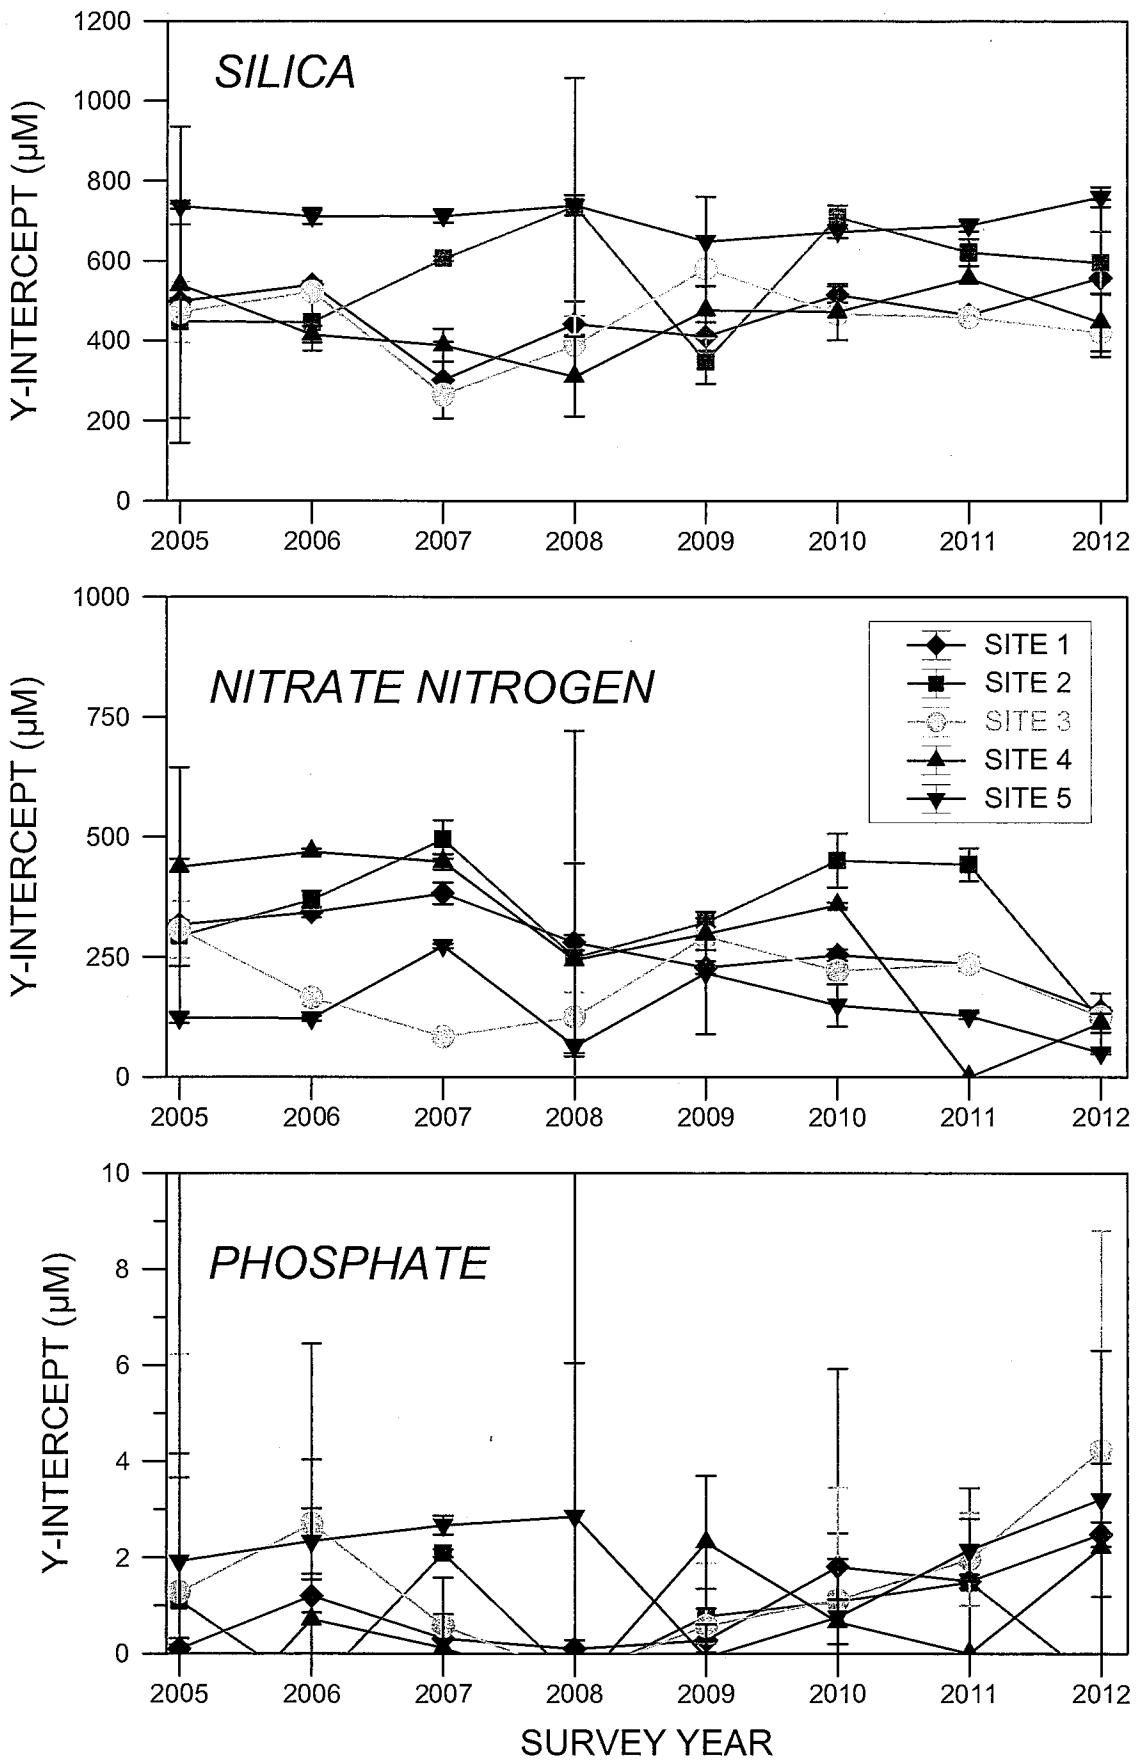 SILICA
Y-INTERCEPT (µM)
1200
1000
800
600
400
200
0
2005 2006 2007 2008 2009 2010 2011 2012
NITRATE NITROGEN
Y-INTERCEPT (µM)
1000
750
500
250
0
SITE 1
SITE 2
SITE 3
SITE 4
SITE 5
2005 2006 2007 2008 2009 2010 2011 2012
PHOSPHATE
Y-INTERCEPT (µM)
10
8
6
4
2
0
2005 2006 2007 2008 2009 2010 2011 2012
SURVEY YEAR